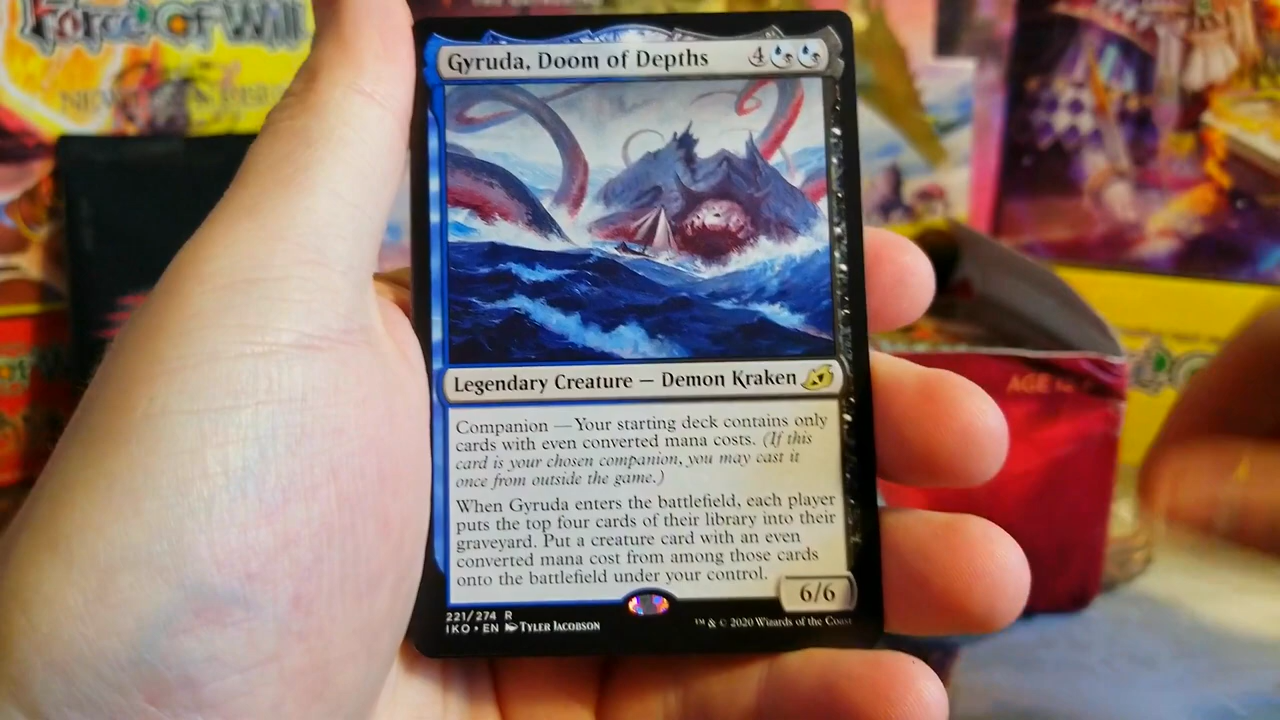 Force Of Will
Gyruda, Doom of Depths 4
Legendary Creature — Demon Kraken
Companion — Your starting deck contains only
cards with even converted mana costs. (If this
card is your chosen companion, you may cast it
once from outside the game.)
When Gyruda enters the battlefield, each player
puts the top four cards of their library into their
graveyard. Put a creature card with an even
converted mana cost from among those cards
onto the battlefield under your control.
6/6
221/274 R
IKO • EN Tyler Jacobson
™ & © 2020 Wizards of the Coast
AGE